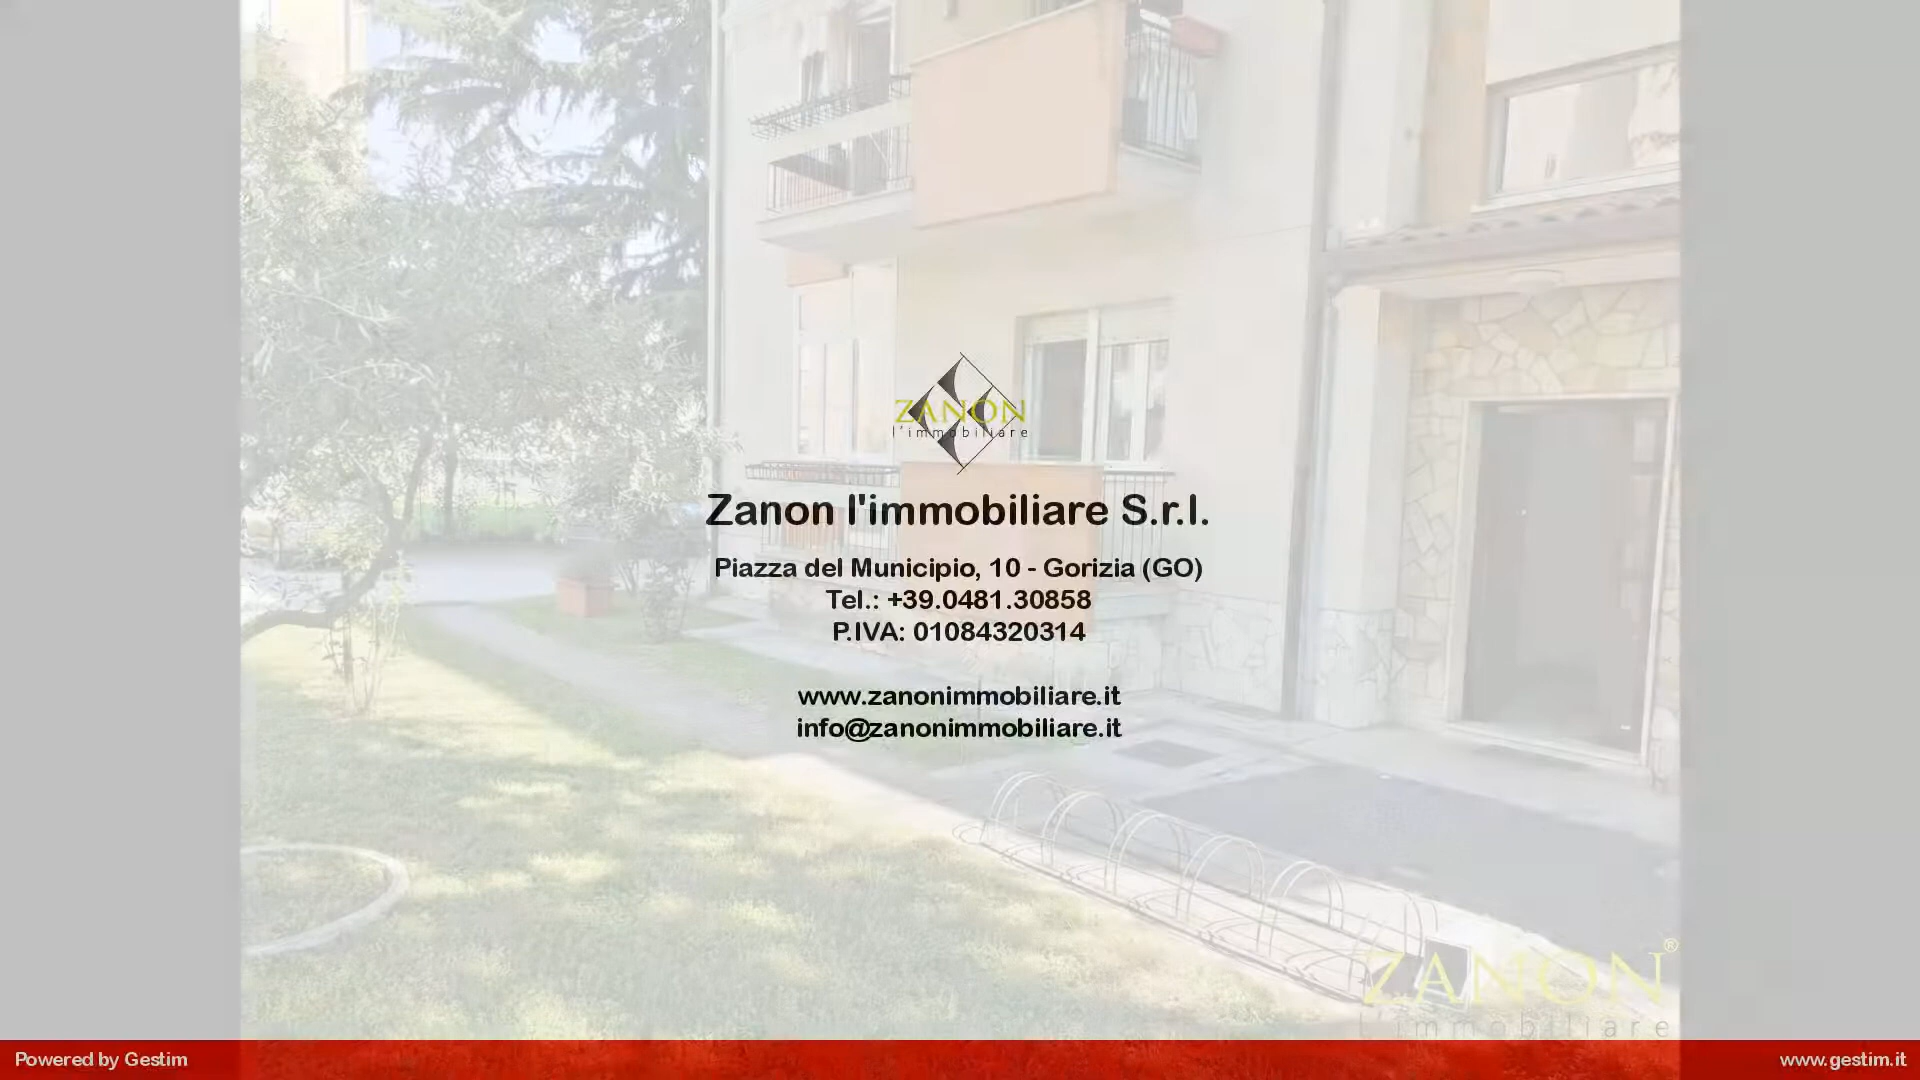 ZANON
l'immobiliare
Zanon l'immobiliare S.r.l.
Piazza del Municipio, 10 - Gorizia (GO)
Tel.: +39.0481.30858
P.IVA: 01084320314
www.zanonimmobiliare.it
info@zanonimmobiliare.it
ZANON®
l'immobiliare
Powered by Gestim
www.gestim.it